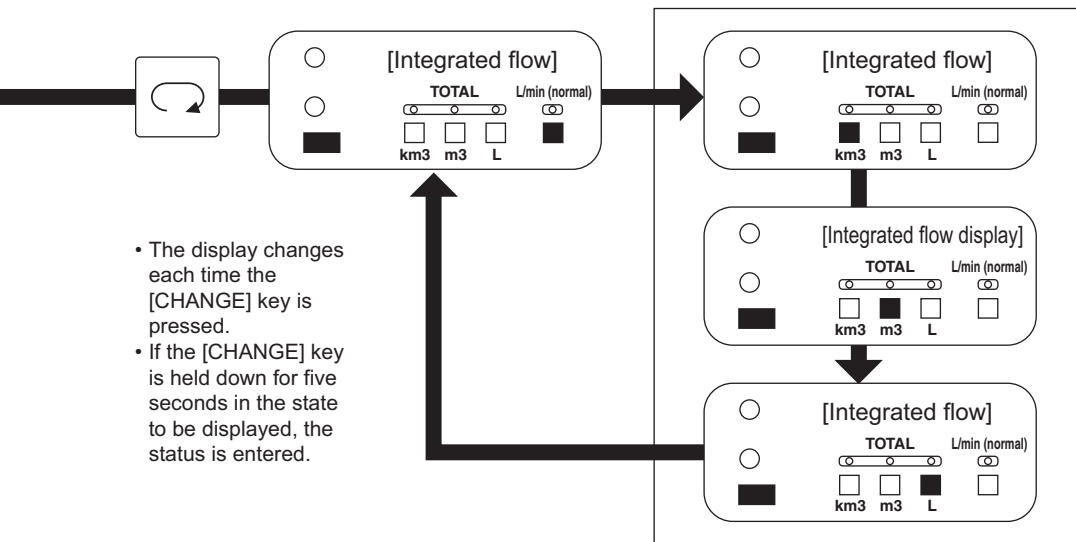 [Integrated flow]
TOTAL L/min (normal)
km3 m3 L
• The display changes
each time the
[CHANGE] key is
pressed.
• If the [CHANGE] key
is held down for five
seconds in the state
to be displayed, the
status is entered.
[Integrated flow]
TOTAL L/min (normal)
km3 m3 L
[Integrated flow display]
TOTAL L/min (normal)
km3 m3 L
[Integrated flow]
TOTAL L/min (normal)
km3 m3 L